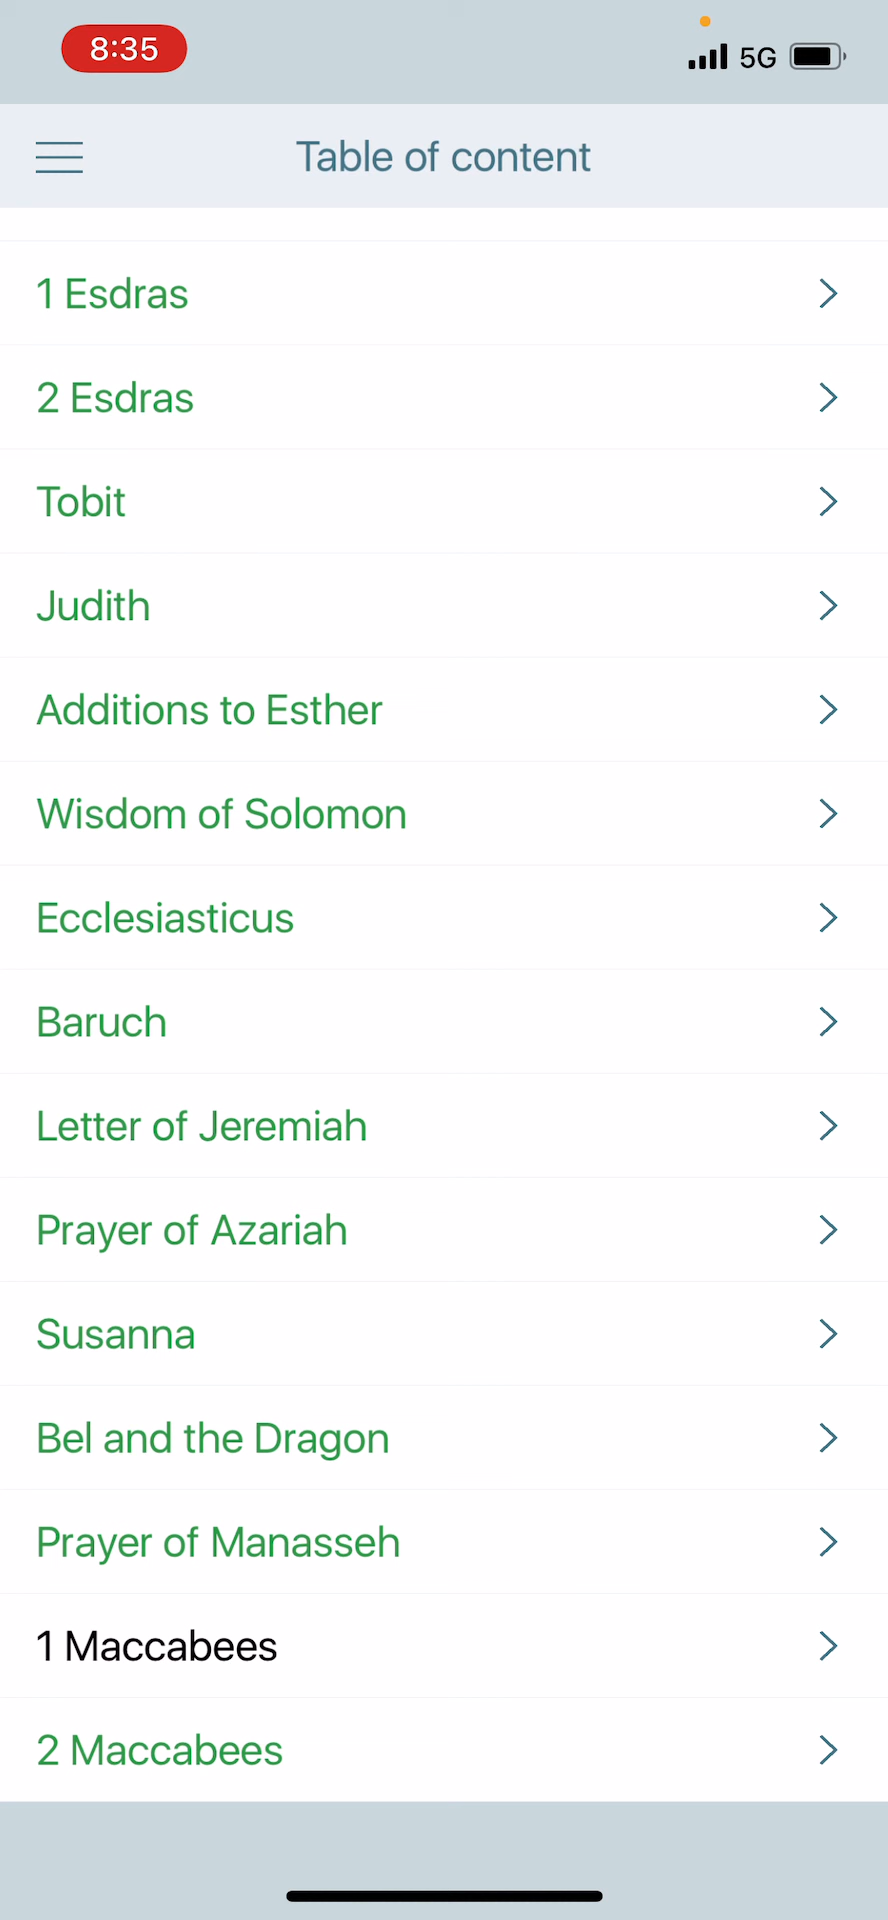 8:35
5G
Table of content
1 Esdras
2 Esdras
Tobit
Judith
Additions to Esther
Wisdom of Solomon
Ecclesiasticus
Baruch
Letter of Jeremiah
Prayer of Azariah
Susanna
Bel and the Dragon
Prayer of Manasseh
1 Maccabees
2 Maccabees